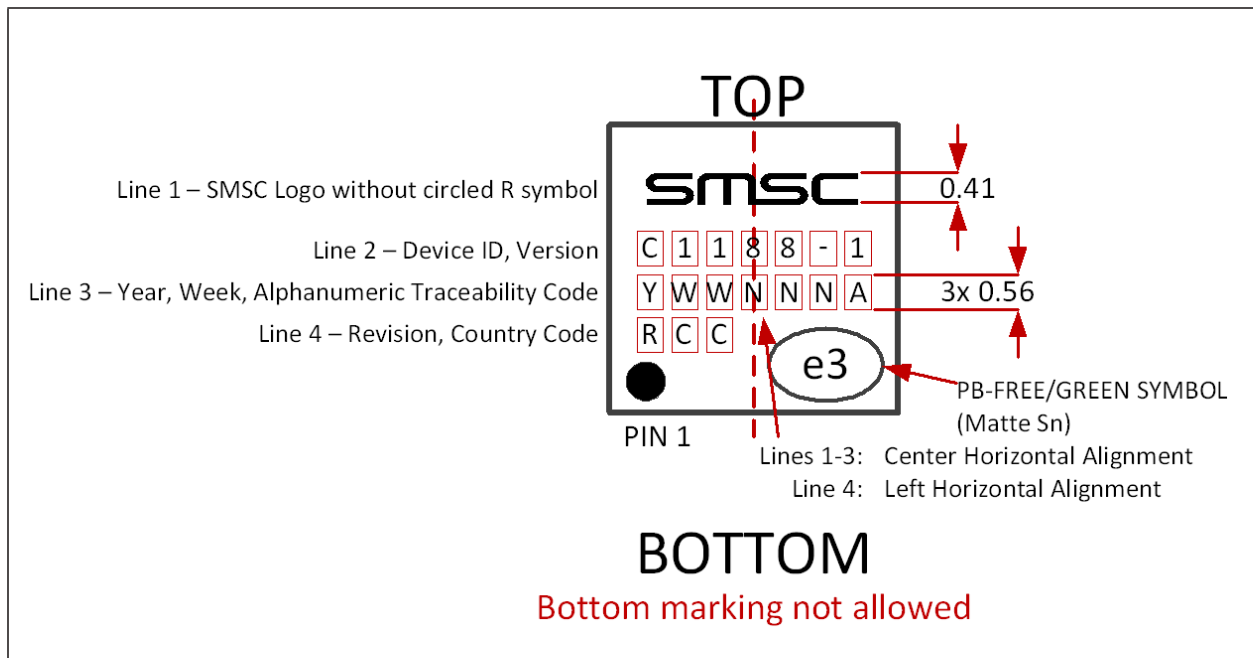 TOP
Line 1 – SMSC Logo without circled R symbol
smsc
0.41
Line 2 – Device ID, Version
C 1 1 8 8 - 1
Line 3 – Year, Week, Alphanumeric Traceability Code
Y W W N N N A
3x 0.56
Line 4 – Revision, Country Code
R C C
e3
PB-FREE/GREEN SYMBOL
(Matte Sn)
PIN 1
Lines 1-3: Center Horizontal Alignment
Line 4: Left Horizontal Alignment
BOTTOM
Bottom marking not allowed